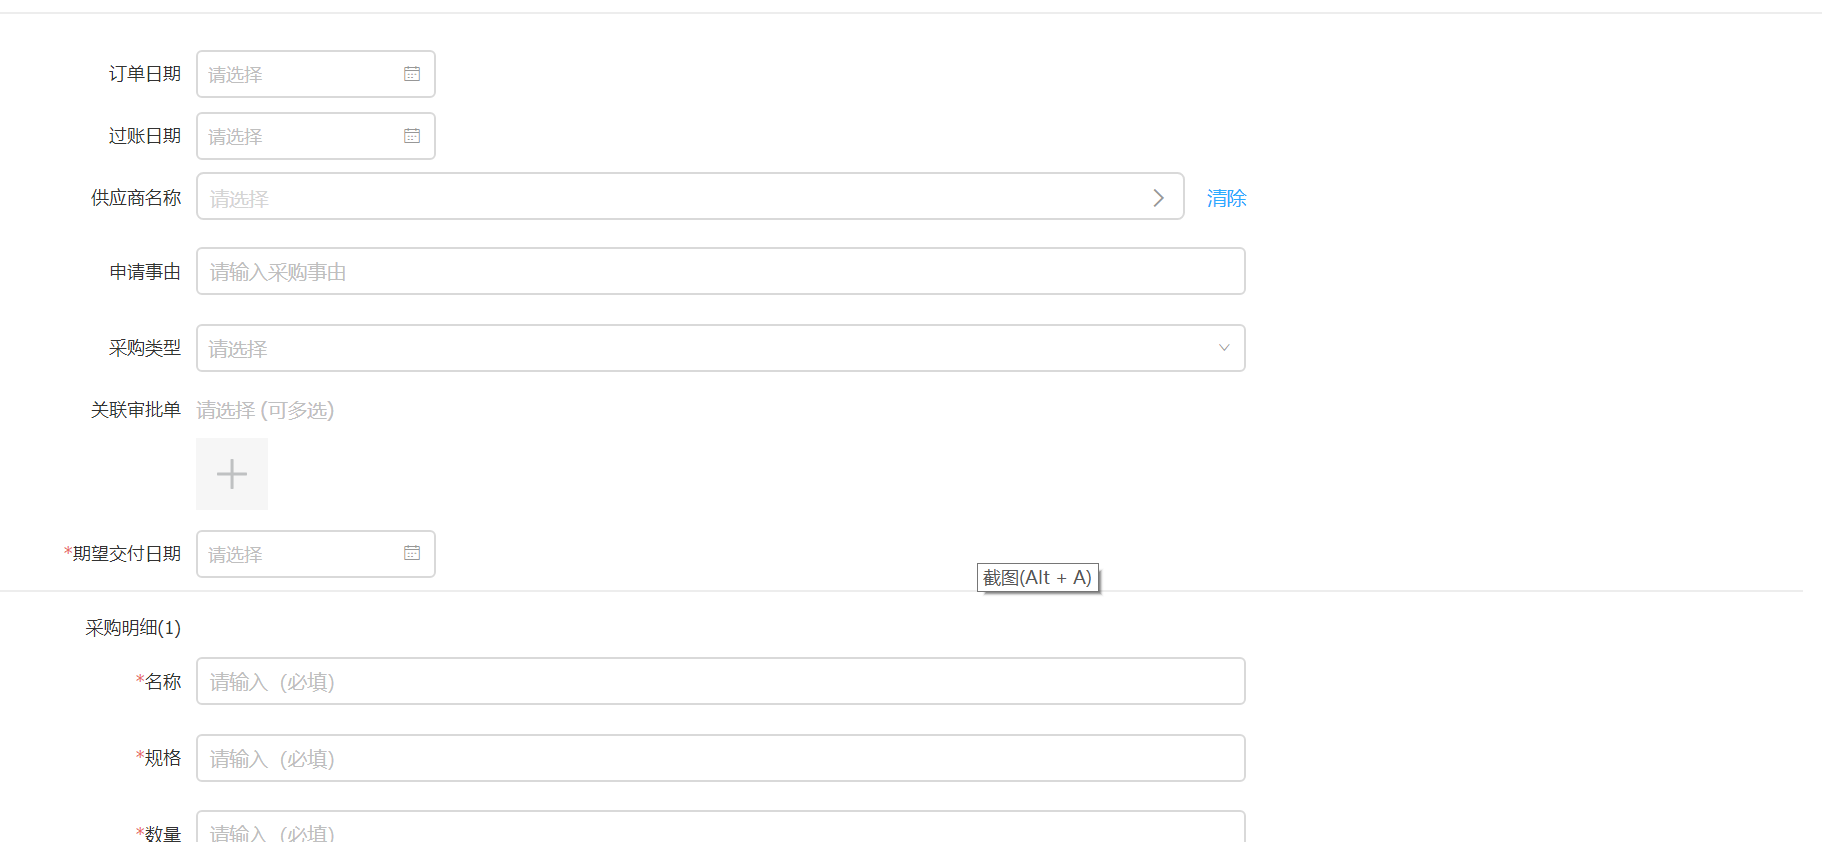 订单日期 请选择
过账日期 请选择
供应商名称 请选择 清除
申请事由 请输入采购事由
采购类型 请选择
关联审批单 请选择 (可多选)
*期望交付日期 请选择
截图(Alt + A)
采购明细(1)
*名称 请输入（必填）
*规格 请输入（必填）
*数量 请输入（必填）